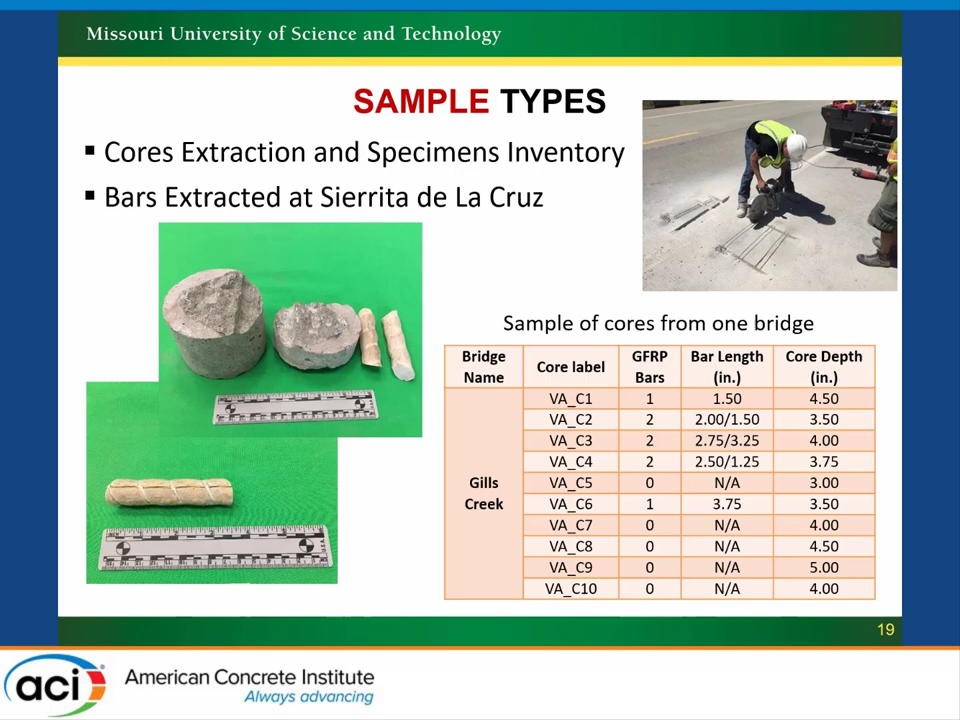 Missouri University of Science and Technology
SAMPLE TYPES
▪ Cores Extraction and Specimens Inventory
▪ Bars Extracted at Sierrita de La Cruz
Sample of cores from one bridge
Bridge Name | Core label | GFRP Bars | Bar Length (in.) | Core Depth (in.)
Gills Creek
VA_C1 | 1 | 1.50 | 4.50
VA_C2 | 2 | 2.00/1.50 | 3.50
VA_C3 | 2 | 2.75/3.25 | 4.00
VA_C4 | 2 | 2.50/1.25 | 3.75
VA_C5 | 0 | N/A | 3.00
VA_C6 | 1 | 3.75 | 3.50
VA_C7 | 0 | N/A | 4.00
VA_C8 | 0 | N/A | 4.50
VA_C9 | 0 | N/A | 5.00
VA_C10 | 0 | N/A | 4.00
19
aci
American Concrete Institute
Always advancing